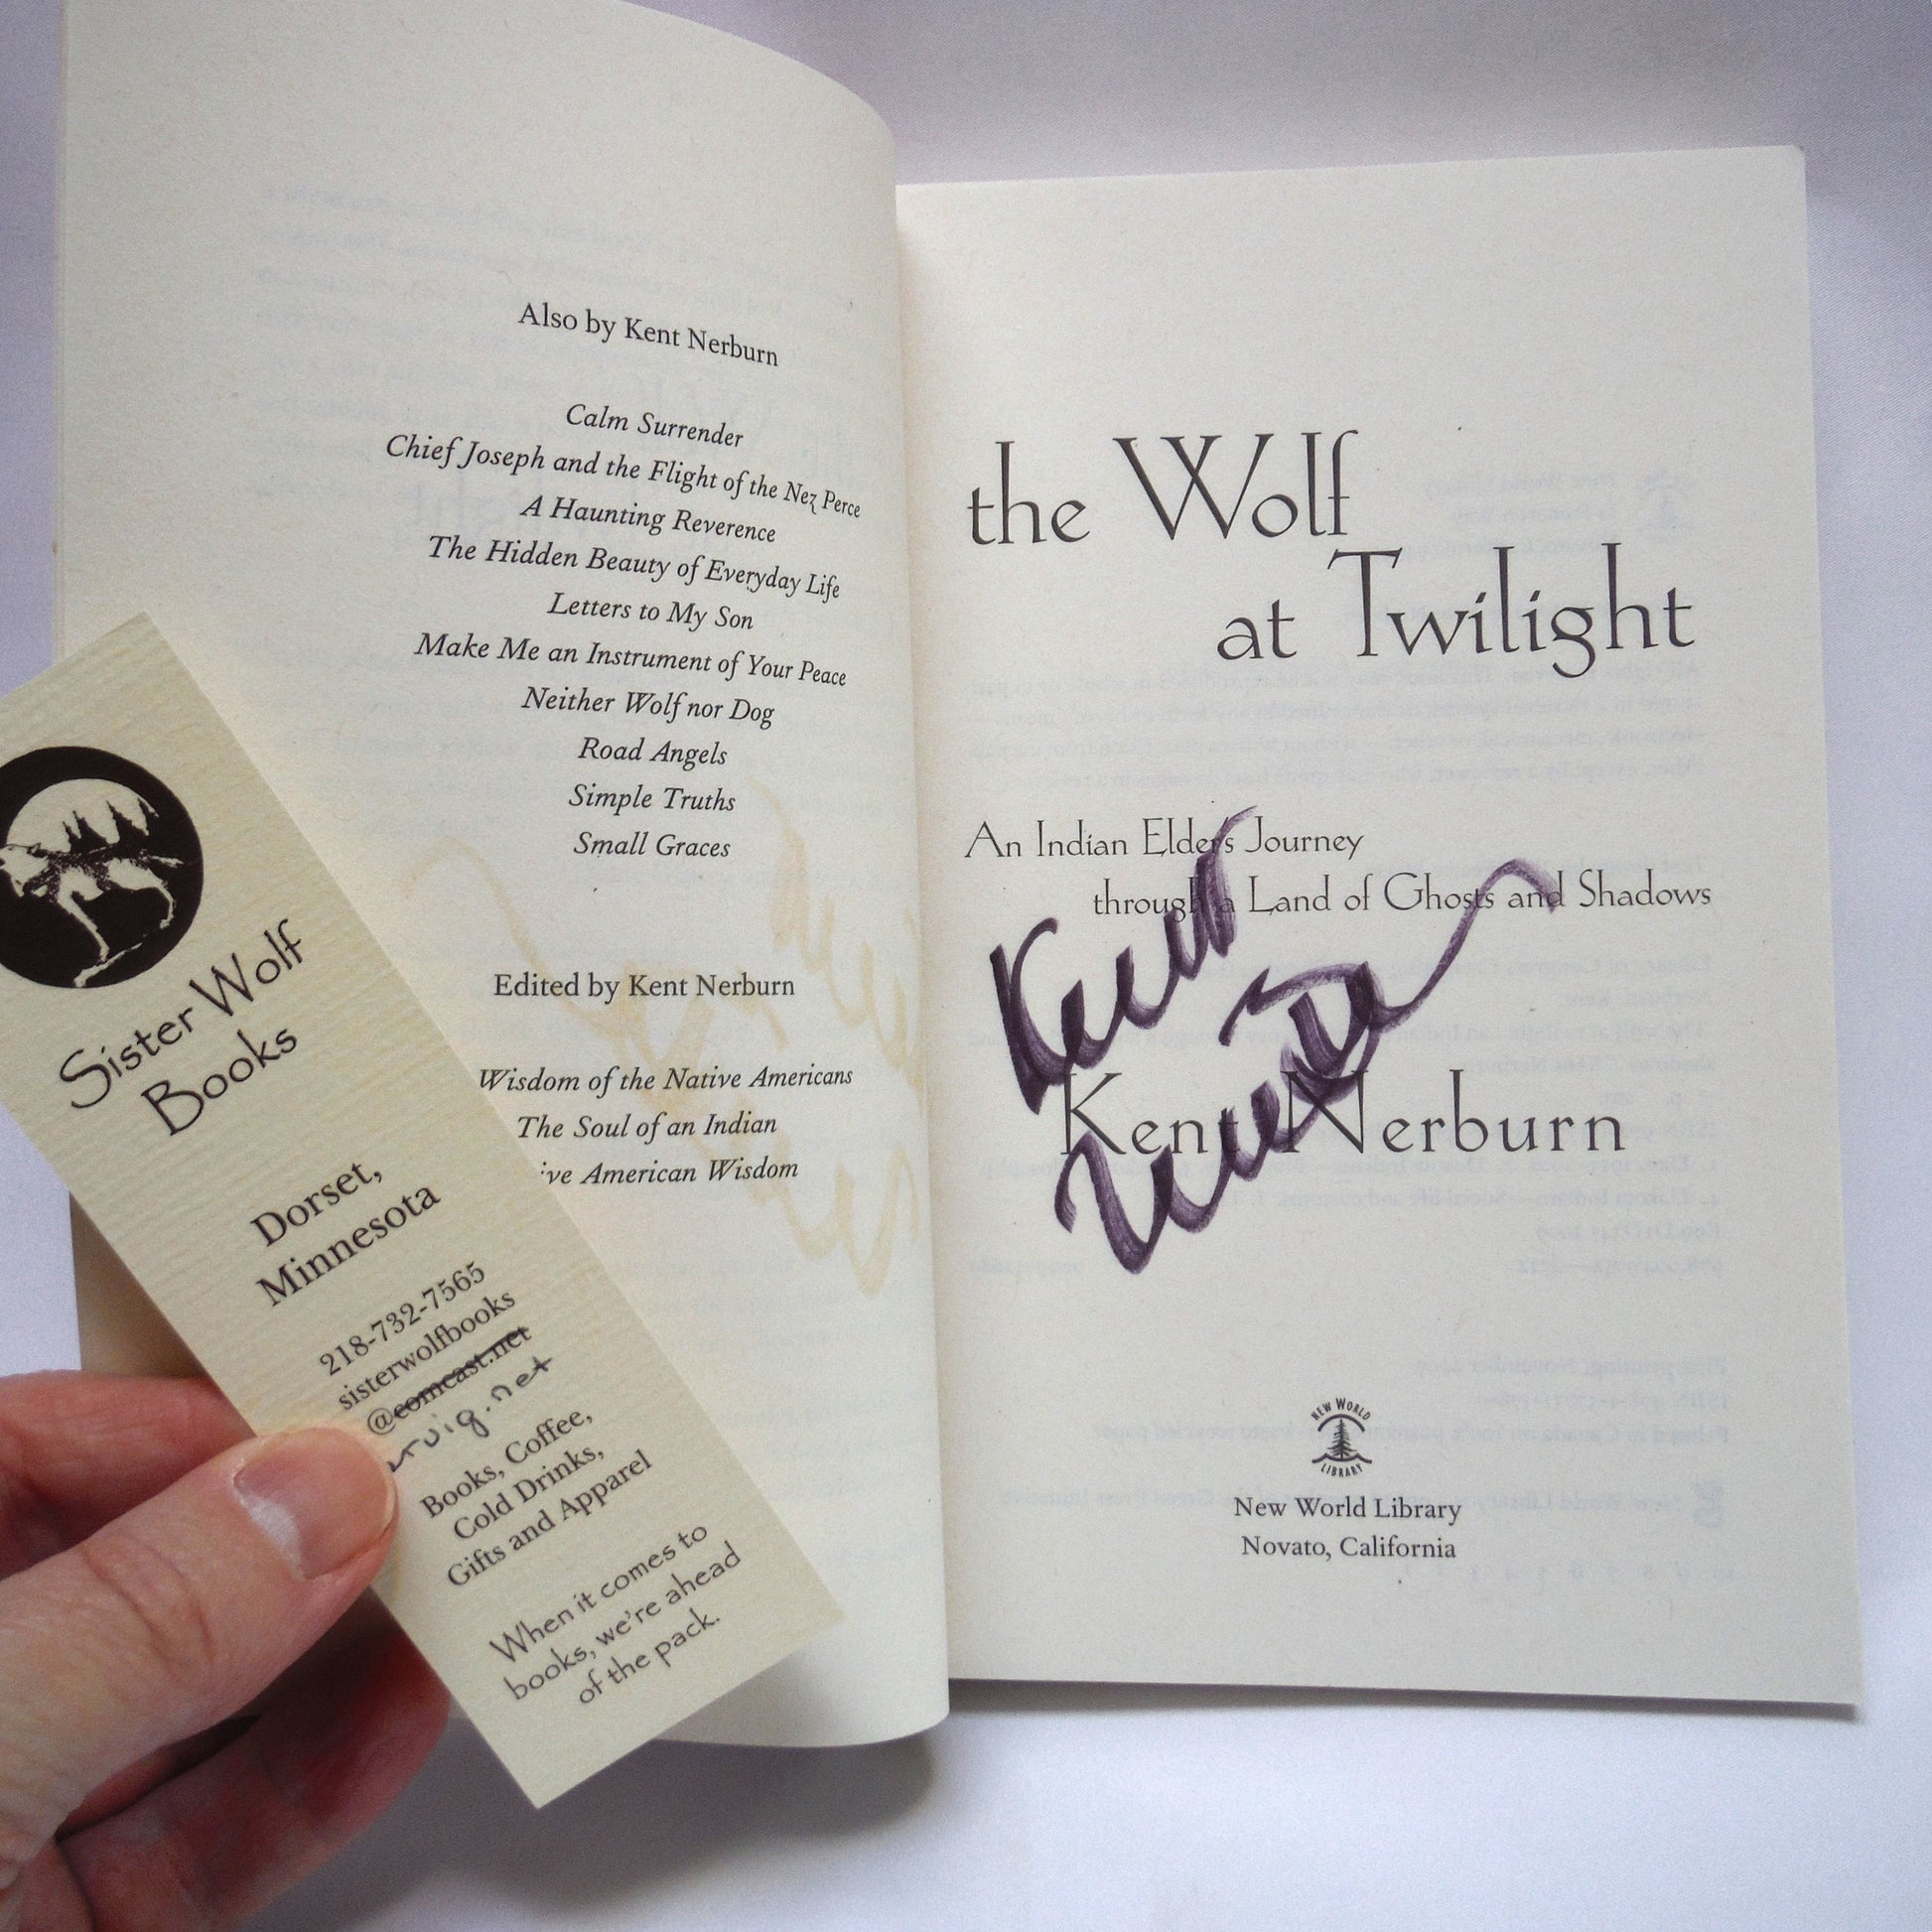 Also by Kent Nerburn
Calm Surrender
Chief Joseph and the Flight of the Nez Perce
A Haunting Reverence
The Hidden Beauty of Everyday Life
Letters to My Son
Make Me an Instrument of Your Peace
Neither Wolf nor Dog
Road Angels
Simple Truths
Small Graces
Edited by Kent Nerburn
Wisdom of the Native Americans
The Soul of an Indian
American Wisdom
Sister Wolf
Books
Dorset,
Minnesota
218-732-7565
sisterwolfbooks
@comcast.net
arvig.net
Books, Coffee,
Cold Drinks,
Gifts and Apparel
When it comes to
books, we're ahead
of the pack.
the Wolf
at Twilight
An Indian Elder's Journey
through a Land of Ghosts and Shadows
Kent
Nerburn
Kent Nerburn
NEW WORLD
LIBRARY
New World Library
Novato, California